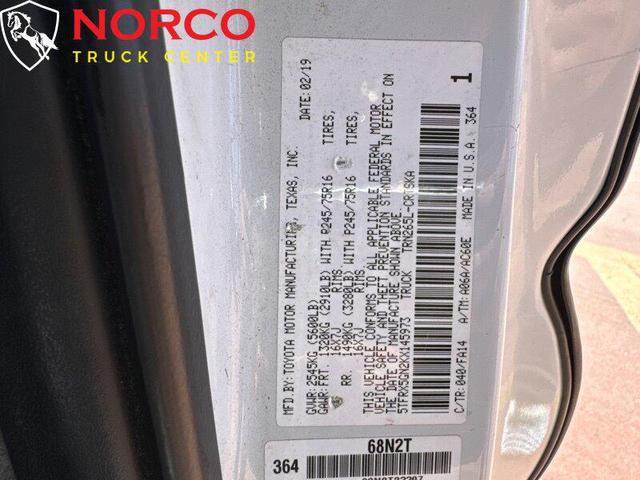 NORCO
TRUCK CENTER
MFD.BY: TOYOTA MOTOR MANUFACTURING, TEXAS, INC. DATE: 02/19
GVWR: 2545KG (5600LB)
GAWR: FRT. 1320KG (2910LB) WITH P245/75R16 TIRES,
16X7J RIMS
RR. 1490KG (3280LB) WITH P245/75R16 TIRES,
16X7J RIMS
THIS VEHICLE CONFORMS TO ALL APPLICABLE FEDERAL MOTOR
VEHICLE SAFETY AND THEFT PREVENTION STANDARDS IN EFFECT ON
THE DATE OF MANUFACTURE SHOWN ABOVE.
5TFRX5GN2KX145973 TRUCK TRN265L-CRTSKA
C/TR: 040/FA14 A/TM: A06A/AC60E MADE IN U.S.A. 364
1
364 68N2T